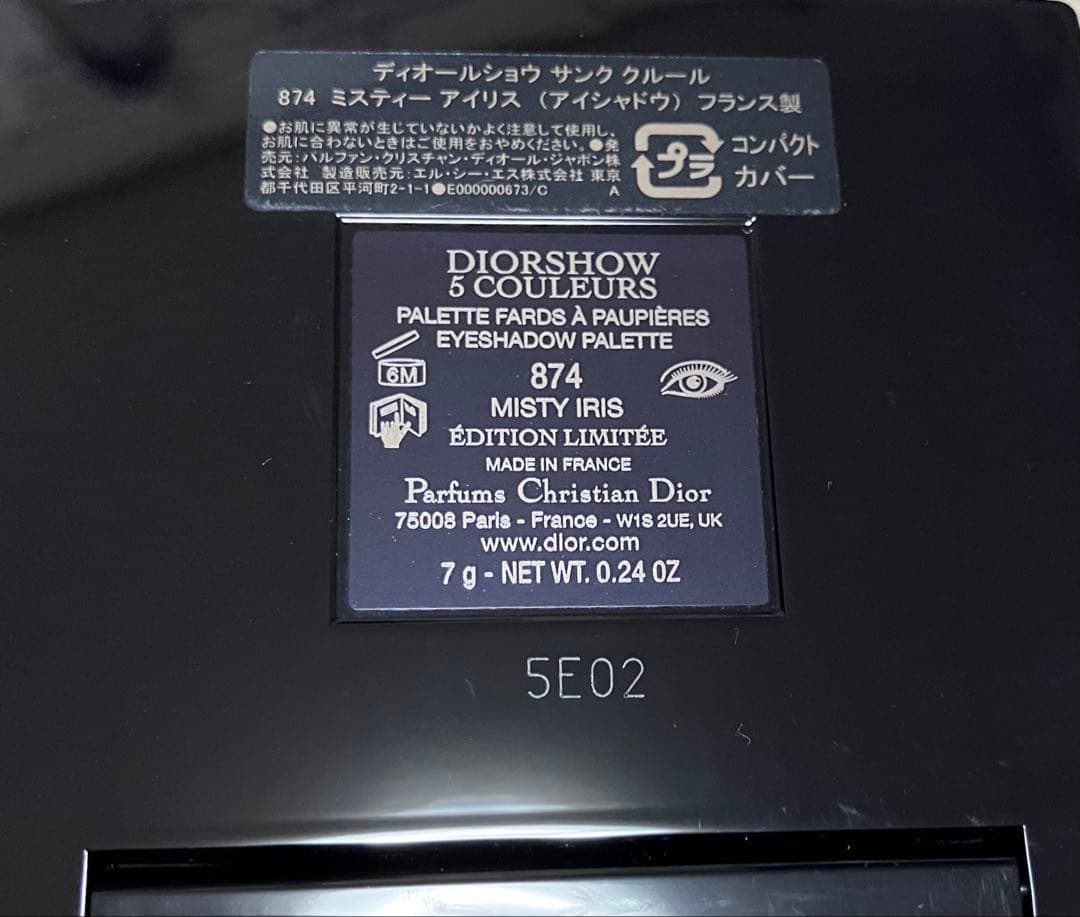 ディオールショウ サンク クルール
874 ミスティー アイリス （アイシャドウ） フランス製
●お肌に異常が生じていないかよく注意して使用し、
お肌に合わないときはご使用をおやめください。●発
売元：パルファン・クリスチャン・ディオール・ジャポン株
式会社 製造販売元：エル・シー・エス株式会社 東京
都千代田区平河町2-1-1●E000000673/C A
プラ
コンパクト
カバー
DIORSHOW
5 COULEURS
PALETTE FARDS À PAUPIÈRES
EYESHADOW PALETTE
6M
874
MISTY IRIS
ÉDITION LIMITÉE
MADE IN FRANCE
Parfums Christian Dior
75008 Paris - France - W1S 2UE, UK
www.dior.com
7 g - NET WT. 0.24 OZ
5E02